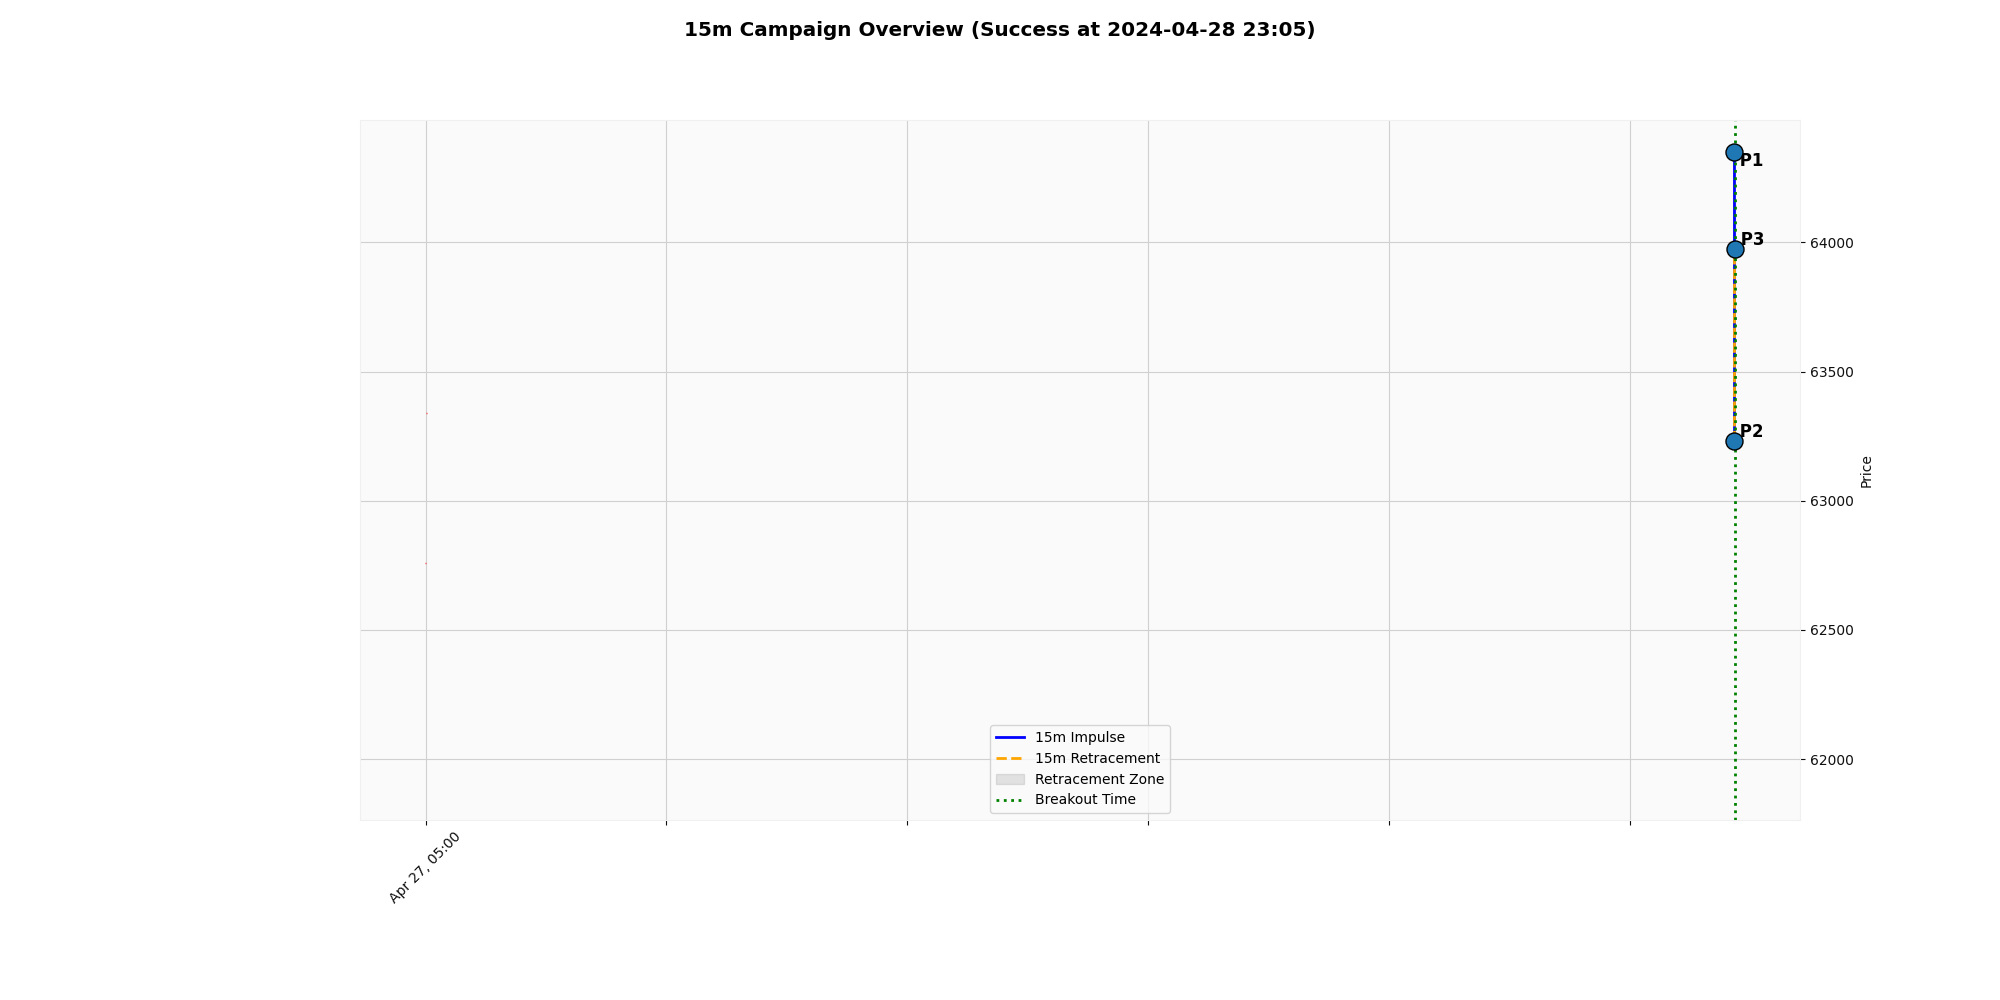 15m Campaign Overview (Success at 2024-04-28 23:05)
P1
P3
P2
64000
63500
63000
62500
62000
Price
15m Impulse
15m Retracement
Retracement Zone
Breakout Time
Apr 27, 05:00